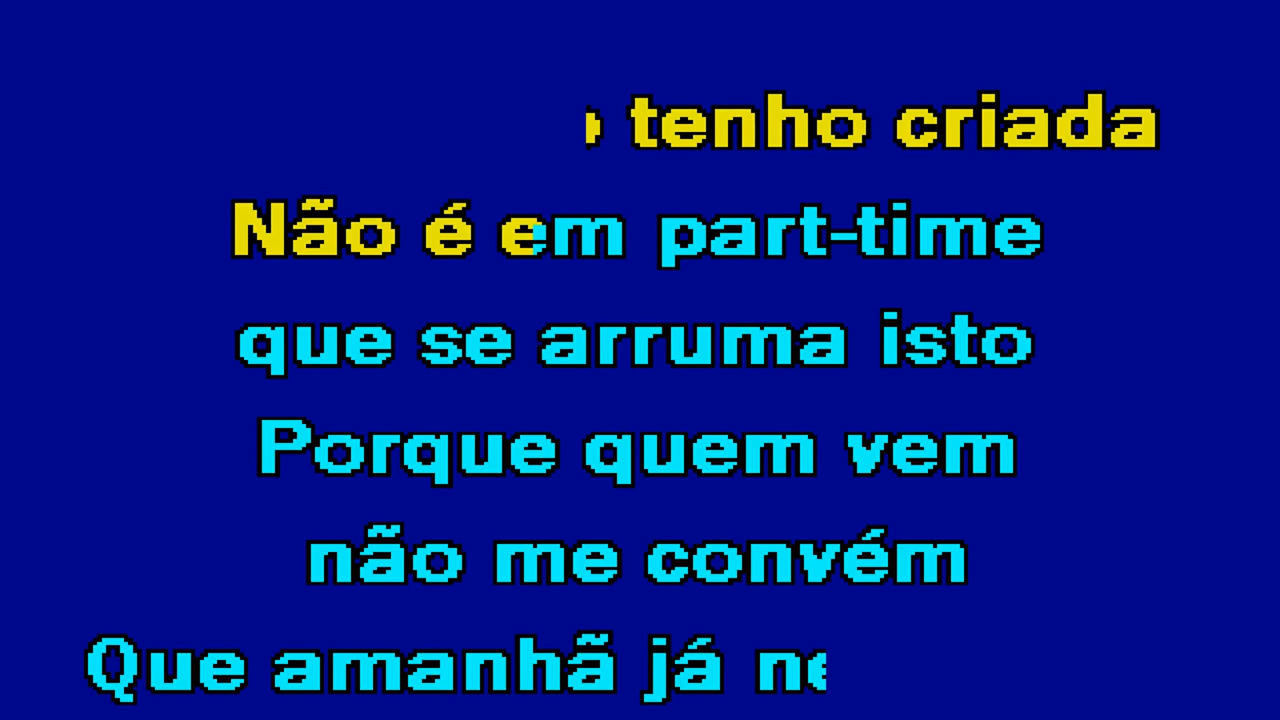 tenho criada
Não é em part-time
que se arruma isto
Porque quem vem
não me convém
Que amanhã já